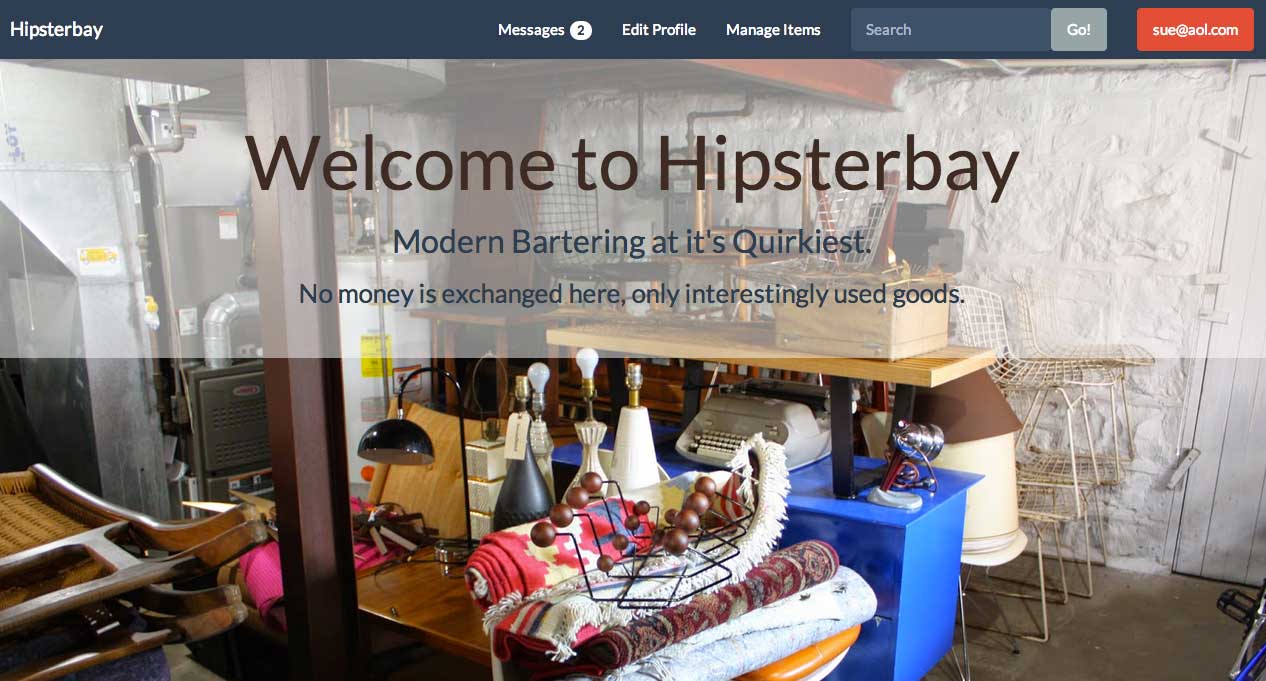 Hipsterbay
Messages 2
Edit Profile
Manage Items
Search
Go!
sue@aol.com
Welcome to Hipsterbay
Modern Bartering at it's Quirkiest.
No money is exchanged here, only interestingly used goods.